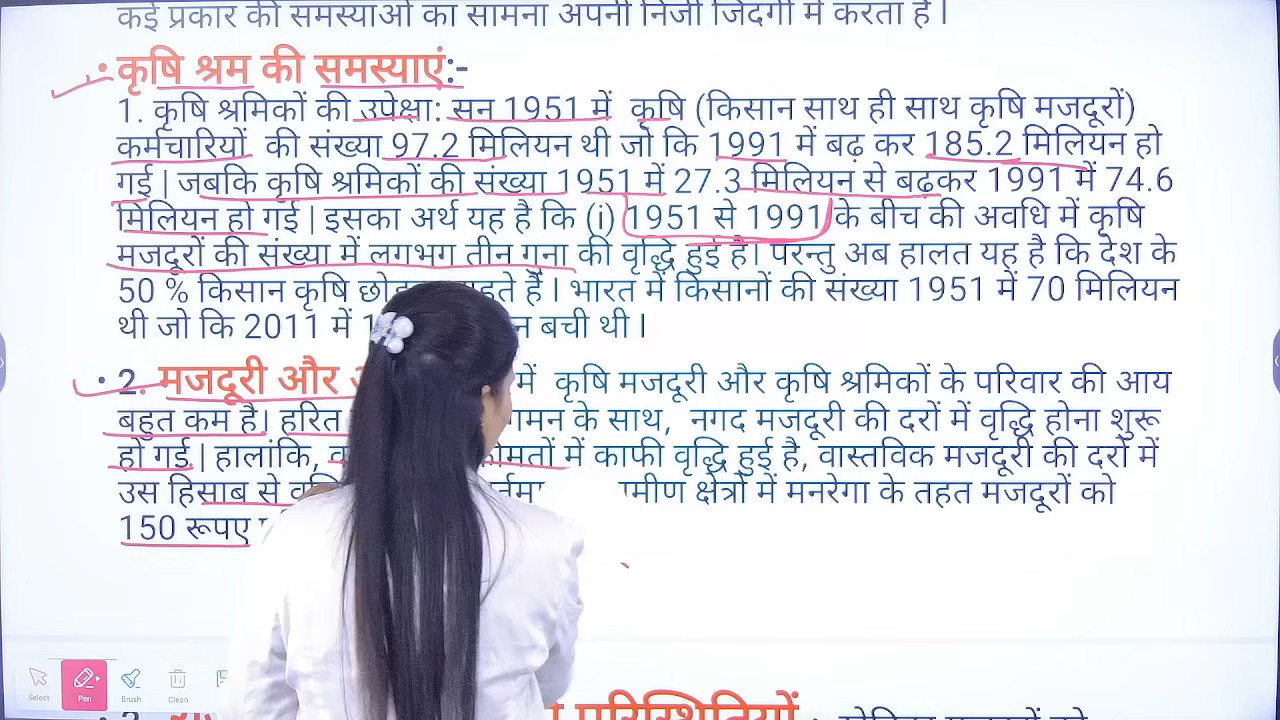 कई प्रकार की समस्याओं का सामना अपनी निजी जिंदगी में करता है |
• कृषि श्रम की समस्याएं:-
1. कृषि श्रमिकों की उपेक्षा: सन 1951 में कृषि (किसान साथ ही साथ कृषि मजदूरों)
कर्मचारियों की संख्या 97.2 मिलियन थी जो कि 1991 में बढ़ कर 185.2 मिलियन हो
गई | जबकि कृषि श्रमिकों की संख्या 1951 में 27.3 मिलियन से बढ़कर 1991 में 74.6
मिलियन हो गई | इसका अर्थ यह है कि (i) 1951 से 1991 के बीच की अवधि में कृषि
मजदूरों की संख्या में लगभग तीन गुना की वृद्धि हुई है। परन्तु अब हालत यह है कि देश के
50 % किसान कृषि हैं | भारत में किसानों की संख्या 1951 में 70 मिलियन
थी जो कि 2011 में बची थी |
• 2. मजदूरी और में कृषि मजदूरी और कृषि श्रमिकों के परिवार की आय
बहुत कम है। हरित के साथ, नगद मजदूरी की दरों में वृद्धि होना शुरू
हो गई | हालांकि, में काफी वृद्धि हुई है, वास्तविक मजदूरी की दरों में
उस हिसाब से क्षेत्रों में मनरेगा के तहत मजदूरों को
150 रूपए
Select Pen Brush Clean
परिस्थितियों :